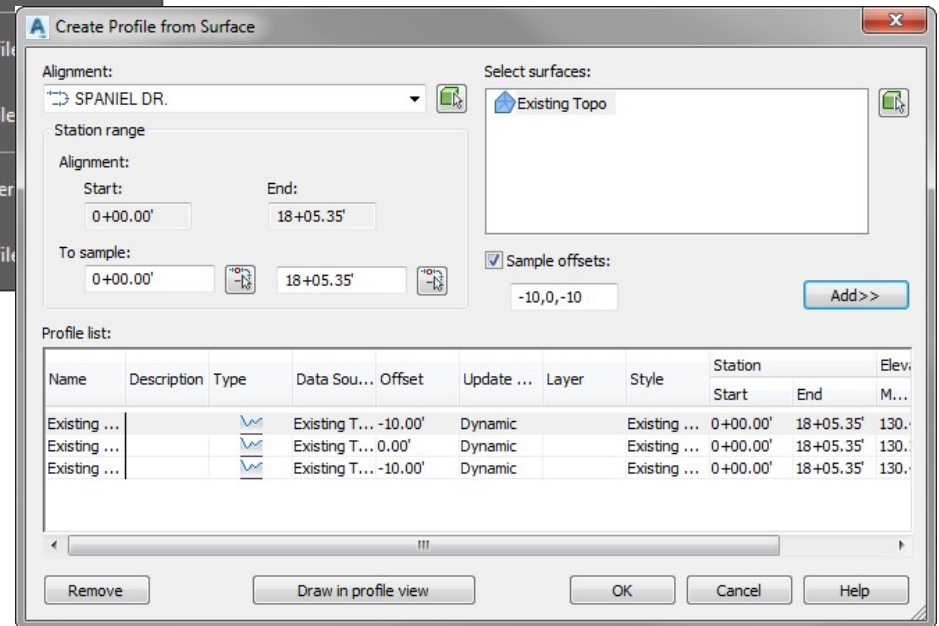 Create Profile from Surface
Alignment:
SPANIEL DR.
Station range
Alignment:
Start: End:
0+00.00' 18+05.35'
To sample:
0+00.00' 18+05.35'
Select surfaces:
Existing Topo
Sample offsets:
-10,0,-10
Add>>
Profile list:
Name Description Type Data Sou... Offset Update ... Layer Style Station Eleva
Start End M...
Existing ... Existing T... -10.00' Dynamic Existing ... 0+00.00' 18+05.35' 130.
Existing ... Existing T... 0.00' Dynamic Existing ... 0+00.00' 18+05.35' 130.
Existing ... Existing T... -10.00' Dynamic Existing ... 0+00.00' 18+05.35' 130.
Remove Draw in profile view OK Cancel Help